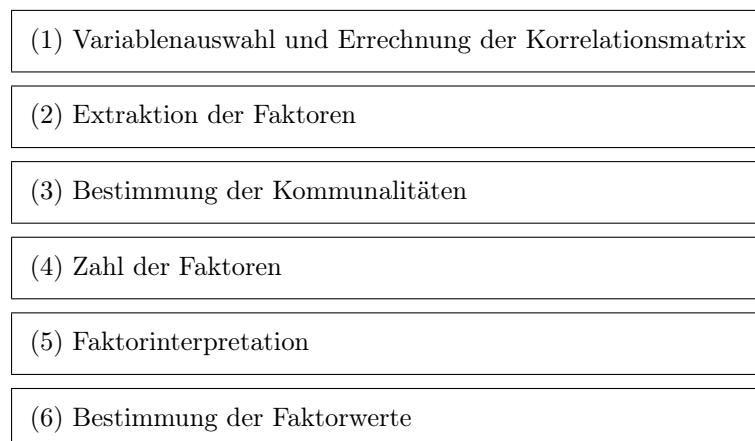 (1) Variablenauswahl und Errechnung der Korrelationsmatrix
(2) Extraktion der Faktoren
(3) Bestimmung der Kommunalitäten
(4) Zahl der Faktoren
(5) Faktorinterpretation
(6) Bestimmung der Faktorwerte